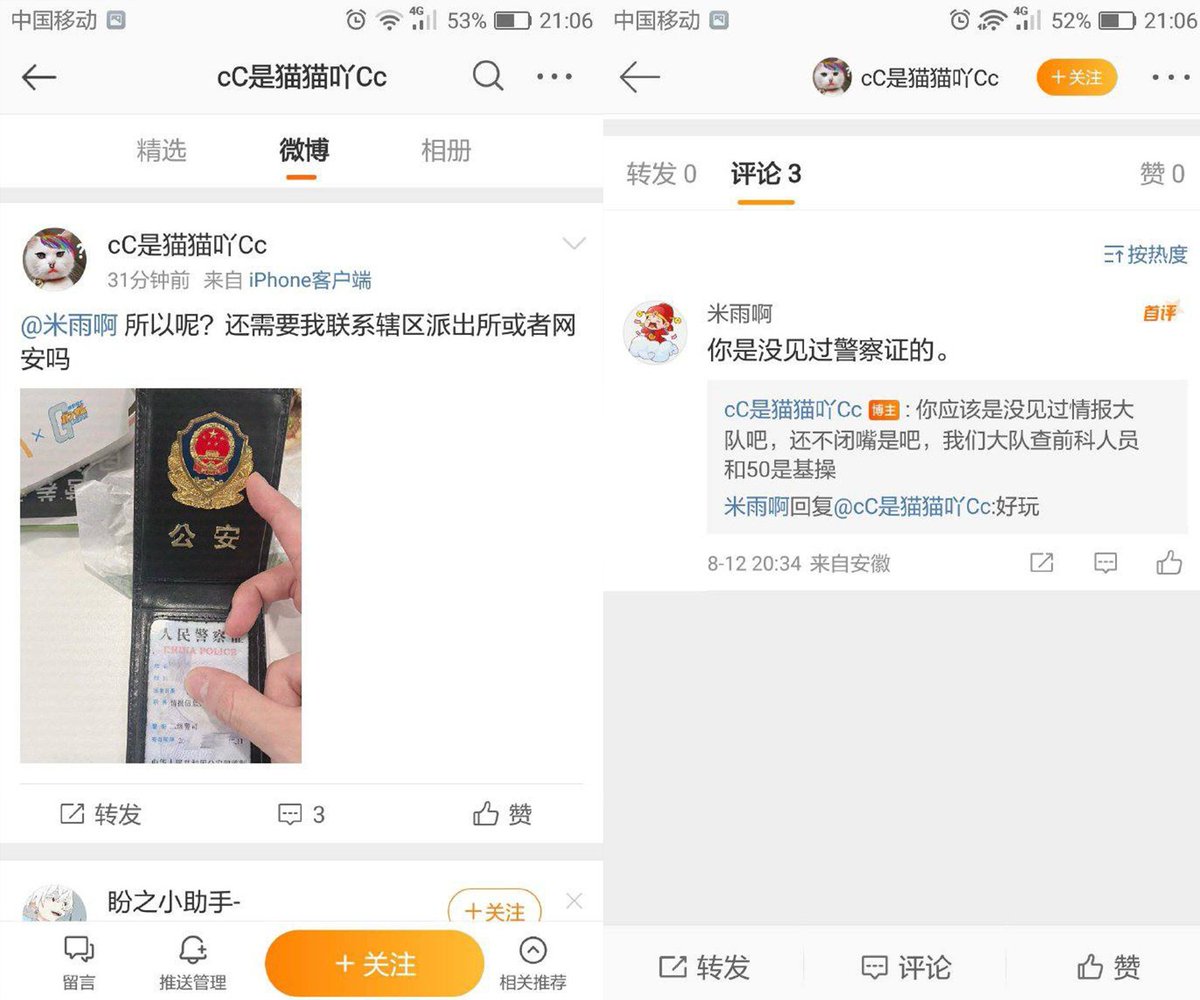 中国移动
4G
53%
21:06
cC是猫猫吖Cc
精选
微博
相册
cC是猫猫吖Cc
31分钟前 来自 iPhone客户端
@米雨啊 所以呢？还需要我联系辖区派出所或者网
安吗
公安
人民警察证
CHINA POLICE
转发
3
赞
盼之小助手-
+关注
留言
推送管理
+ 关注
相关推荐
中国移动
4G
52%
21:06
cC是猫猫吖Cc
+关注
转发 0
评论 3
赞 0
按热度
米雨啊
首评
你是没见过警察证的。
cC是猫猫吖Cc 博主：你应该是没见过情报大
队吧，还不闭嘴是吧，我们大队查前科人员
和50是基操
米雨啊回复@cC是猫猫吖Cc:好玩
8-12 20:34 来自安徽
转发
评论
赞